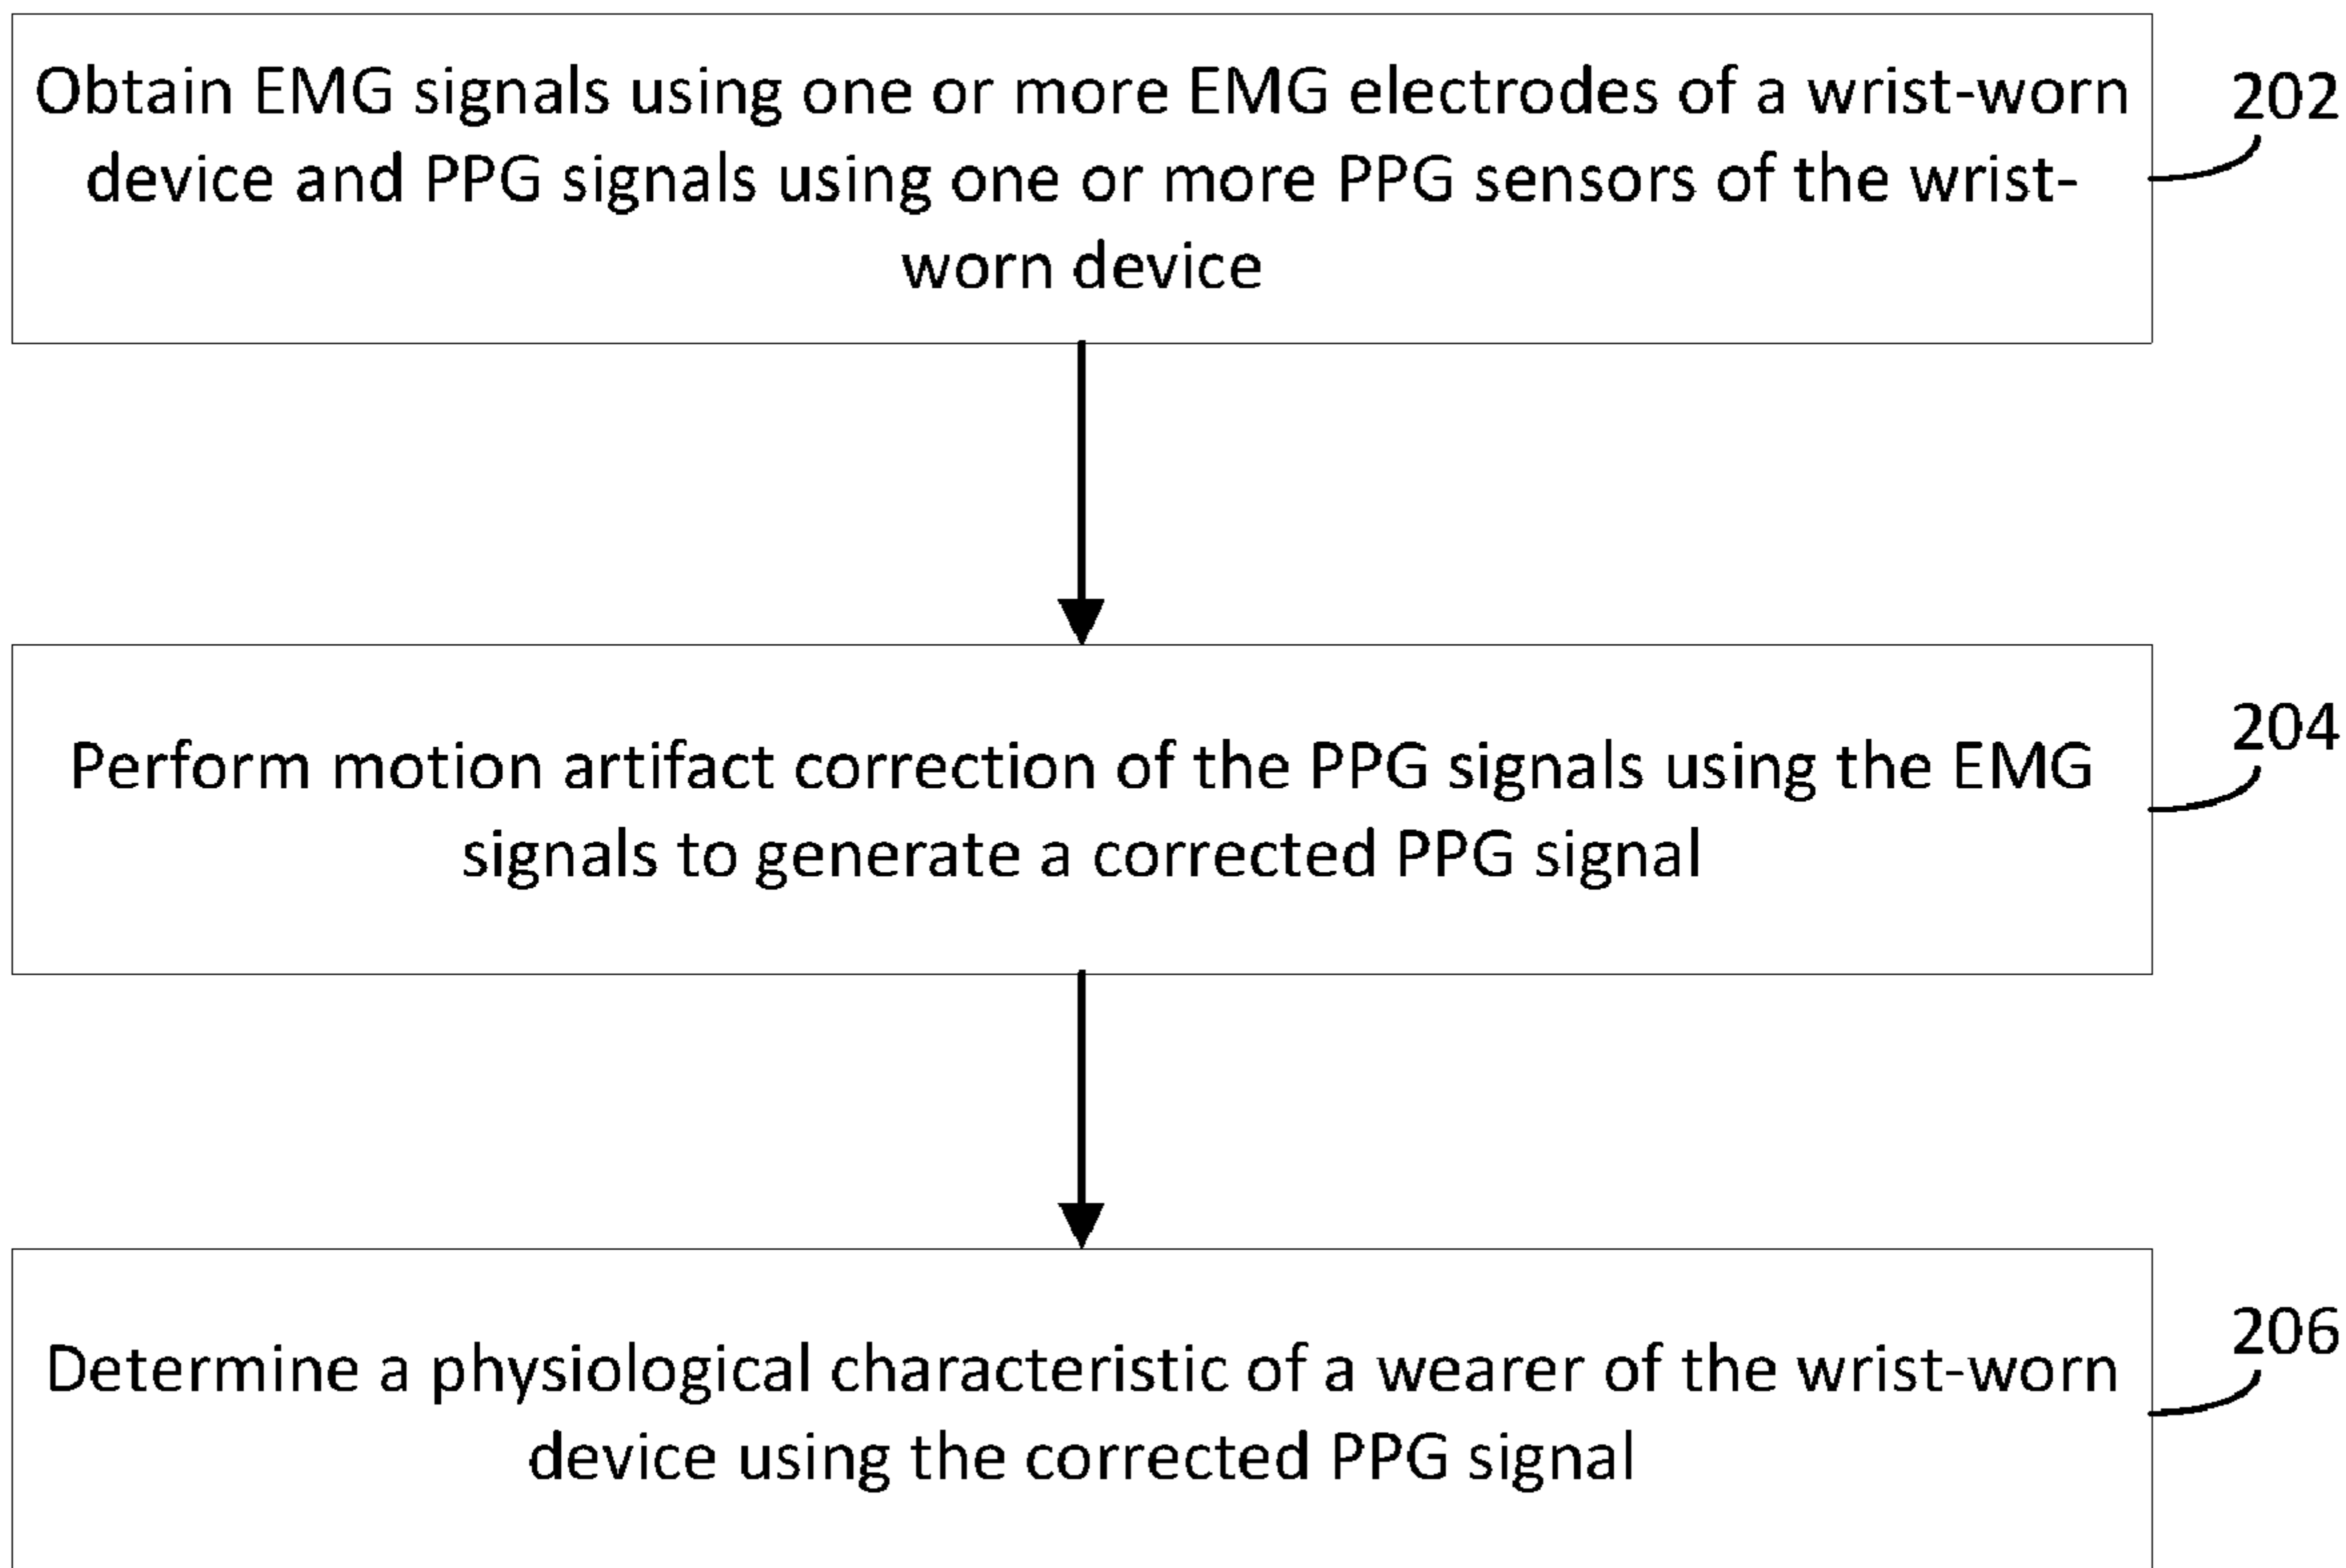 Obtain EMG signals using one or more EMG electrodes of a wrist-worn
device and PPG signals using one or more PPG sensors of the wrist-
worn device
202
Perform motion artifact correction of the PPG signals using the EMG
signals to generate a corrected PPG signal
204
Determine a physiological characteristic of a wearer of the wrist-worn
device using the corrected PPG signal
206